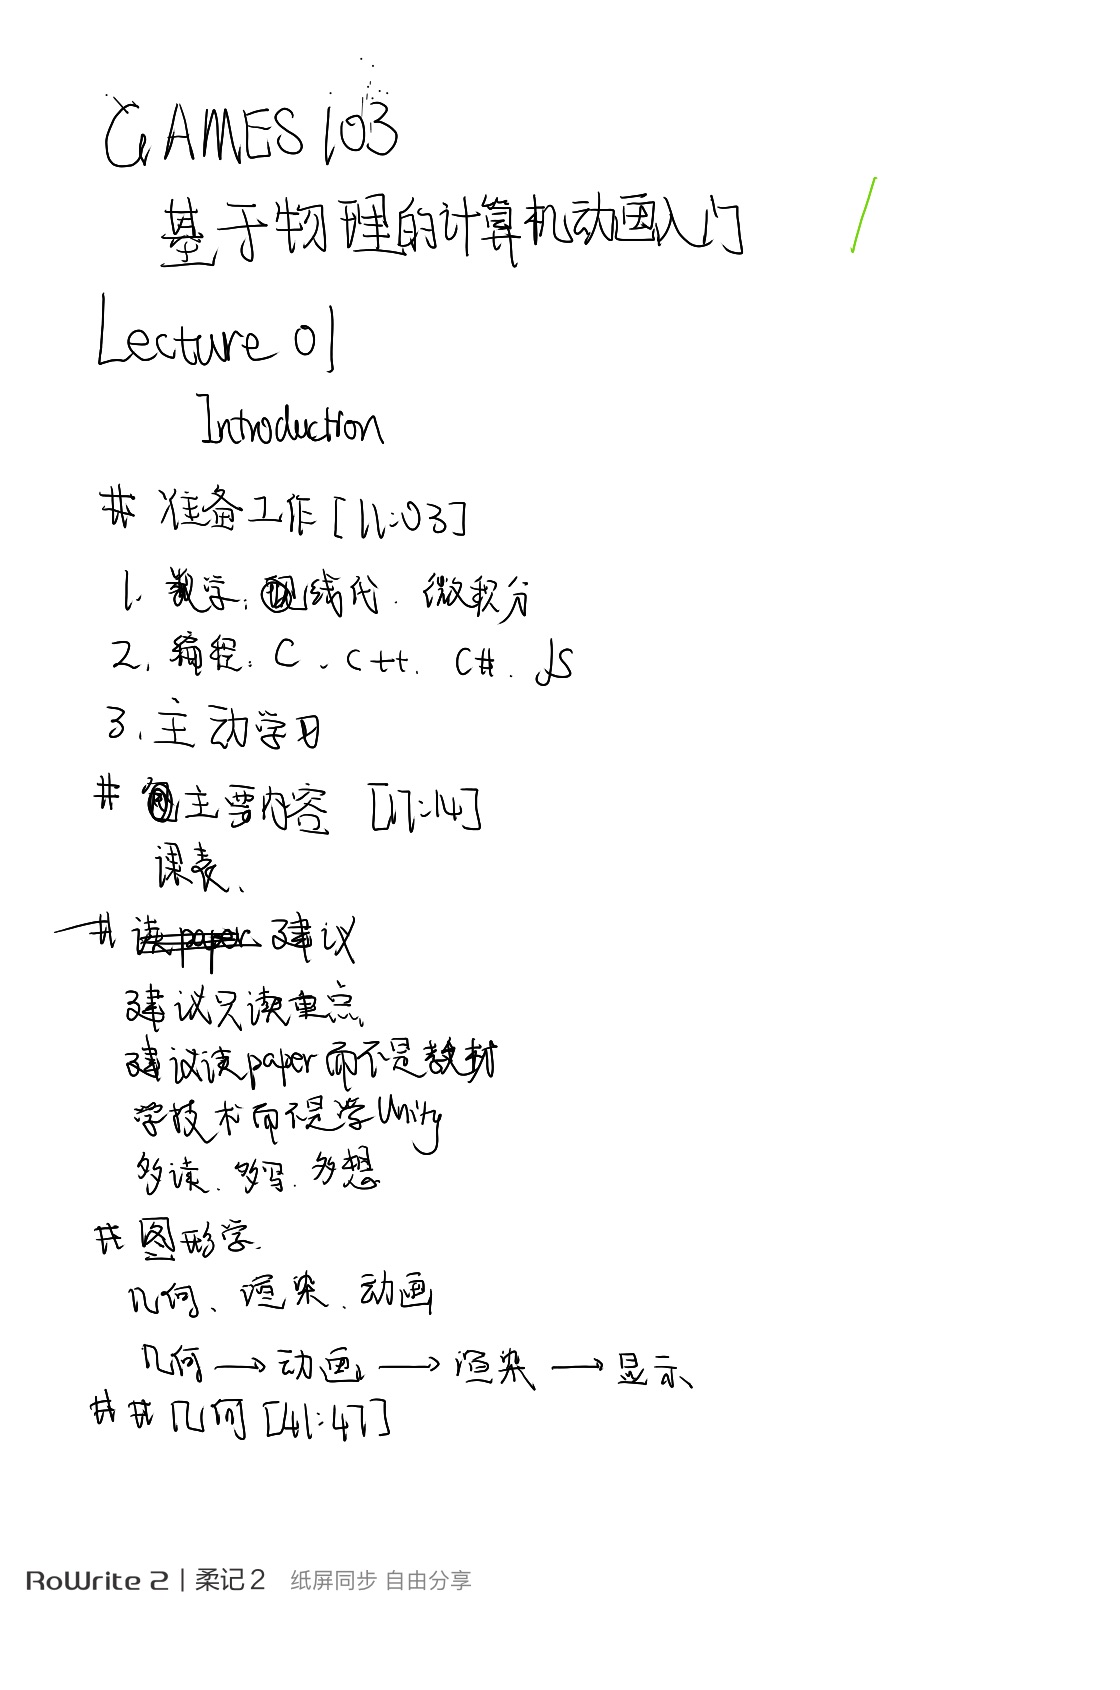 GAMES 103
基于物理的计算机动画入门
Lecture 01
Introduction
# 准备工作 [11:03]
1. 数学: 线代. 微积分
2. 编程: C 、C++. C#. JS
3. 主动学习
# 主要内容 [17:14]
课表、
# 读paper 建议
建议只读重点
建议读paper而不是教材
学技术而不是学Unity
多读. 多写. 多想
# 图形学.
几何、渲染、动画
几何 → 动画 → 渲染 → 显示、
## 几何 [41:47]
RoWrite 2 | 柔记 2 纸屏同步 自由分享